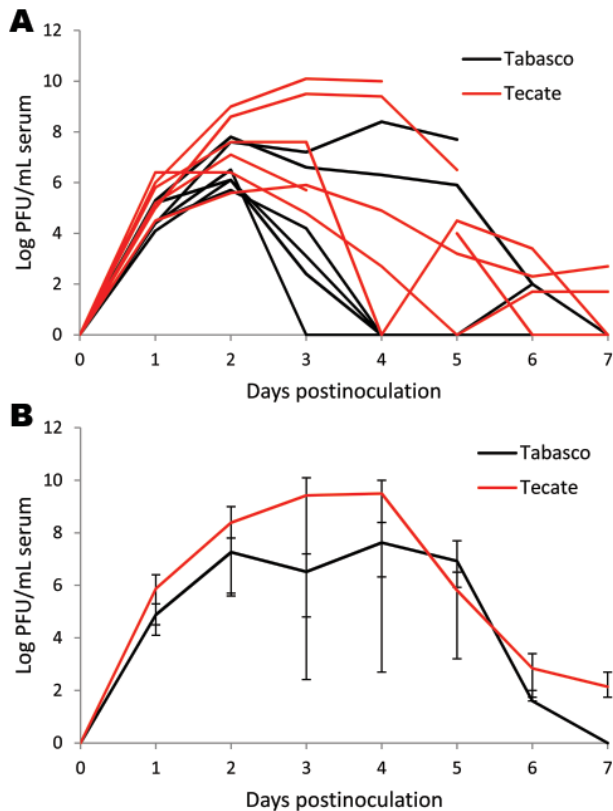 A
12
10
8
6
4
2
0
Log PFU/mL serum
Tabasco
Tecate
0 1 2 3 4 5 6 7
Days postinoculation
B
12
10
8
6
4
2
0
Log PFU/mL serum
Tabasco
Tecate
0 1 2 3 4 5 6 7
Days postinoculation